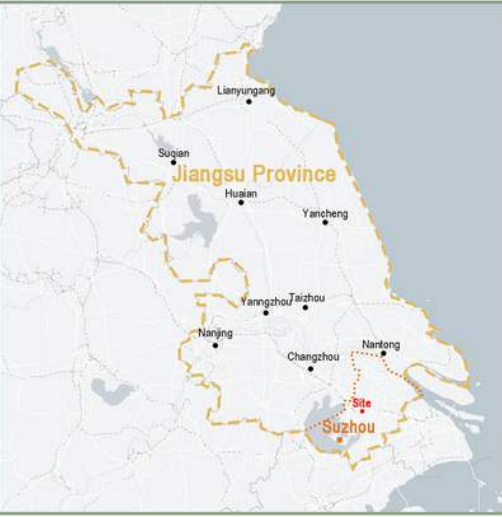 Lianyungang
Suqian
Jiangsu Province
Huaian
Yancheng
Yanngzhou
Taizhou
Nanjing
Nantong
Changzhou
Site
Suzhou